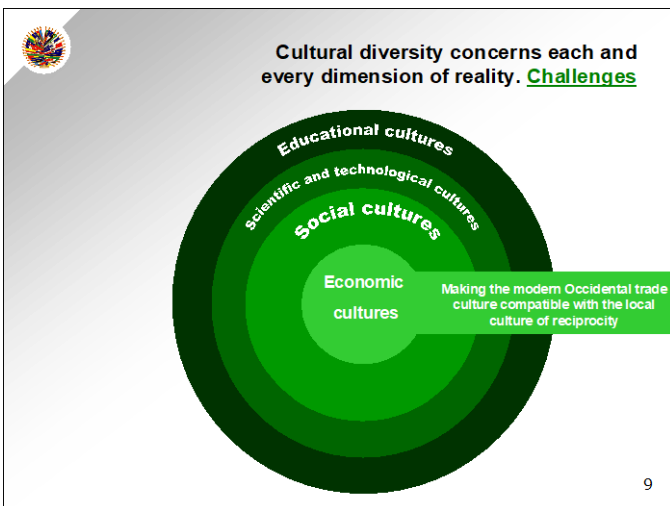 Cultural diversity concerns each and
every dimension of reality. Challenges
Educational cultures
Scientific and technological cultures
Social cultures
Economic
cultures
Making the modern Occidental trade
culture compatible with the local
culture of reciprocity
9